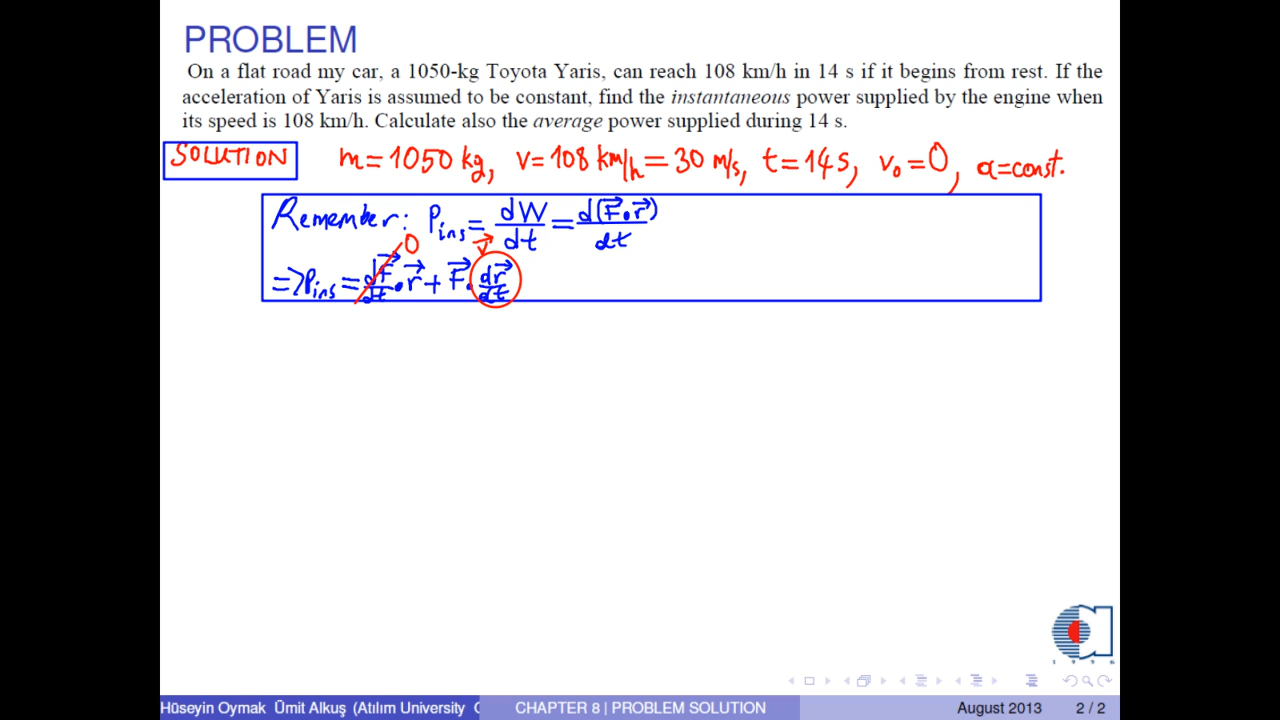 PROBLEM
On a flat road my car, a 1050-kg Toyota Yaris, can reach 108 km/h in 14 s if it begins from rest. If the
acceleration of Yaris is assumed to be constant, find the instantaneous power supplied by the engine when
its speed is 108 km/h. Calculate also the average power supplied during 14 s.
SOLUTION m = 1050 kg, v = 108 km/h = 30 m/s, t = 14 s, v₀ = 0, a = const.
Remember: P_ins = dW/dt = d(F⃗•r⃗)/dt
0 v⃗
⇒ P_ins = dF⃗/dt • r⃗ + F⃗ • dr⃗/dt
1 9 9 6
Hüseyin Oymak Ümit Alkuş (Atılım University CHAPTER 8 | PROBLEM SOLUTION August 2013 2 / 2